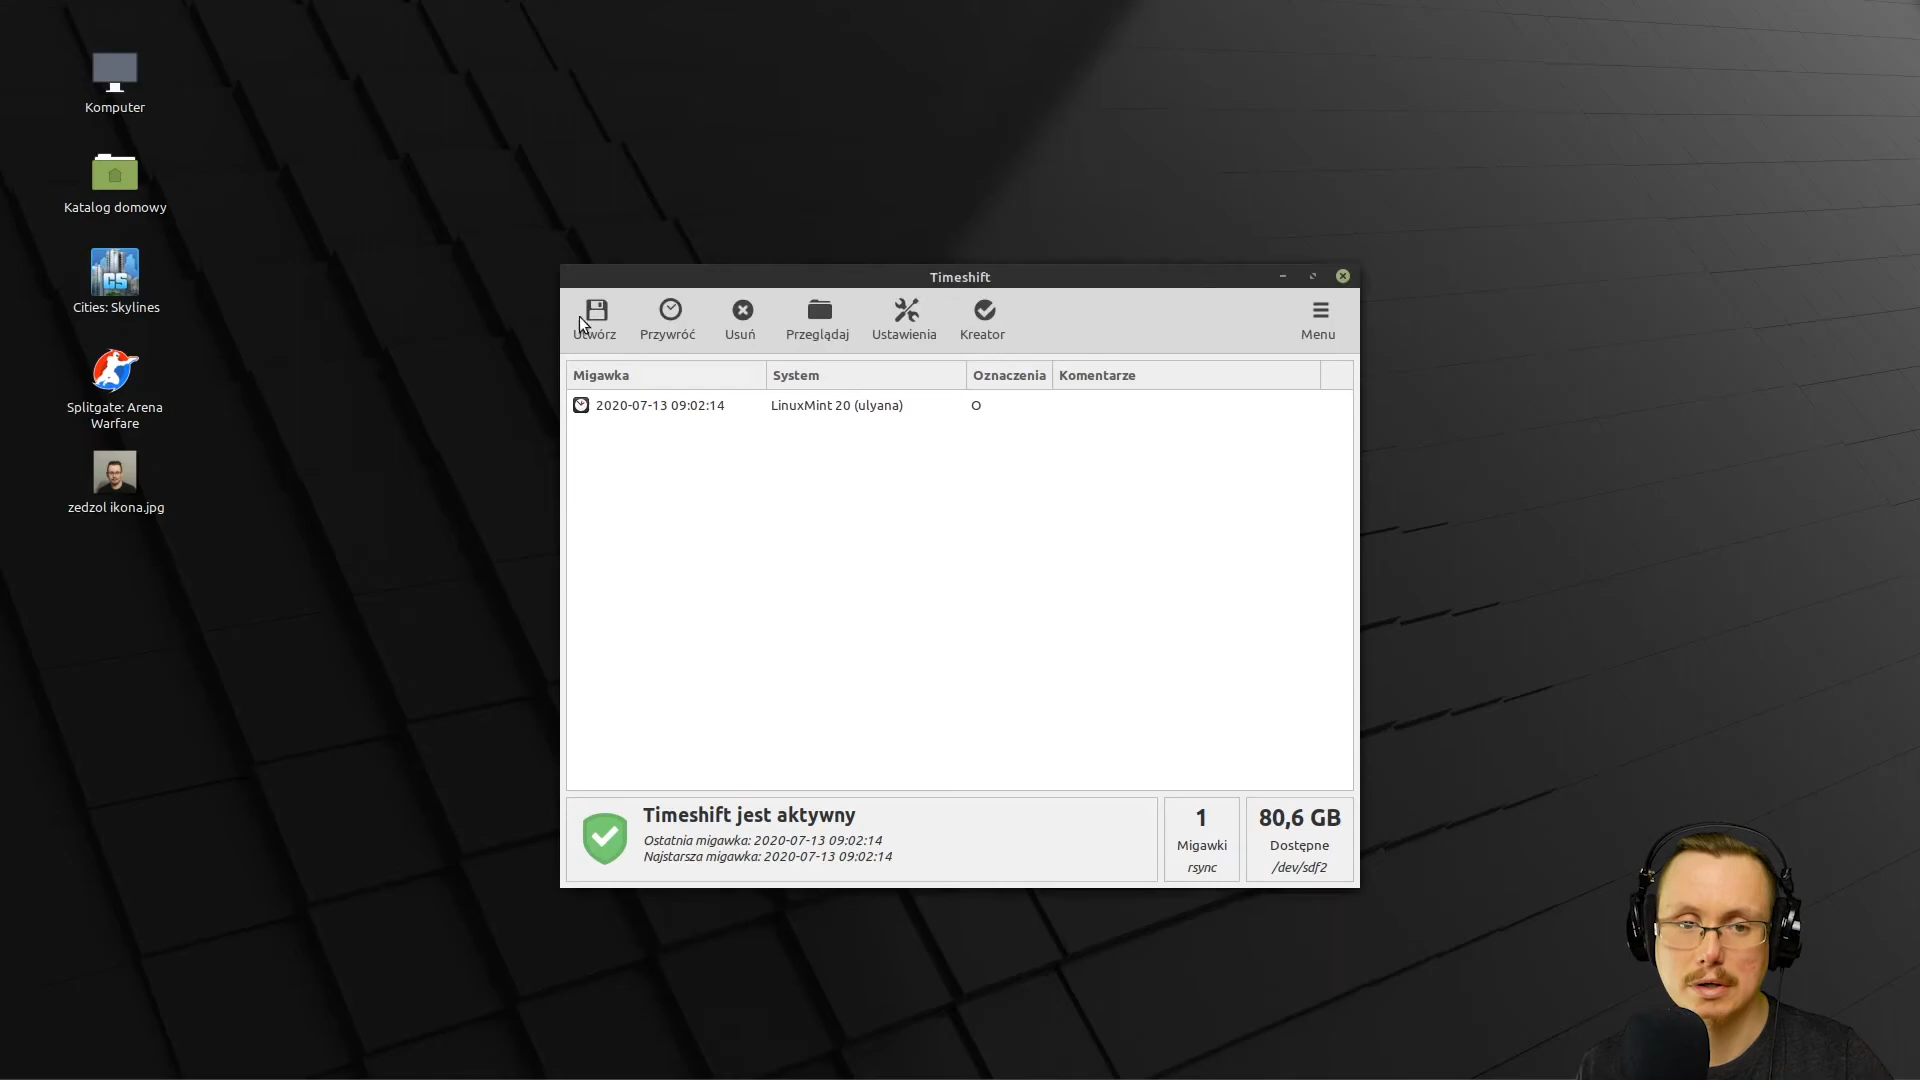 Komputer
Katalog domowy
CS
Cities: Skylines
Splitgate: Arena
Warfare
zedzol ikona.jpg
Timeshift
Utwórz
Przywróć
Usuń
Przeglądaj
Ustawienia
Kreator
Menu
Migawka
System
Oznaczenia
Komentarze
2020-07-13 09:02:14
LinuxMint 20 (ulyana)
O
Timeshift jest aktywny
Ostatnia migawka: 2020-07-13 09:02:14
Najstarsza migawka: 2020-07-13 09:02:14
1
Migawki
rsync
80,6 GB
Dostępne
/dev/sdf2